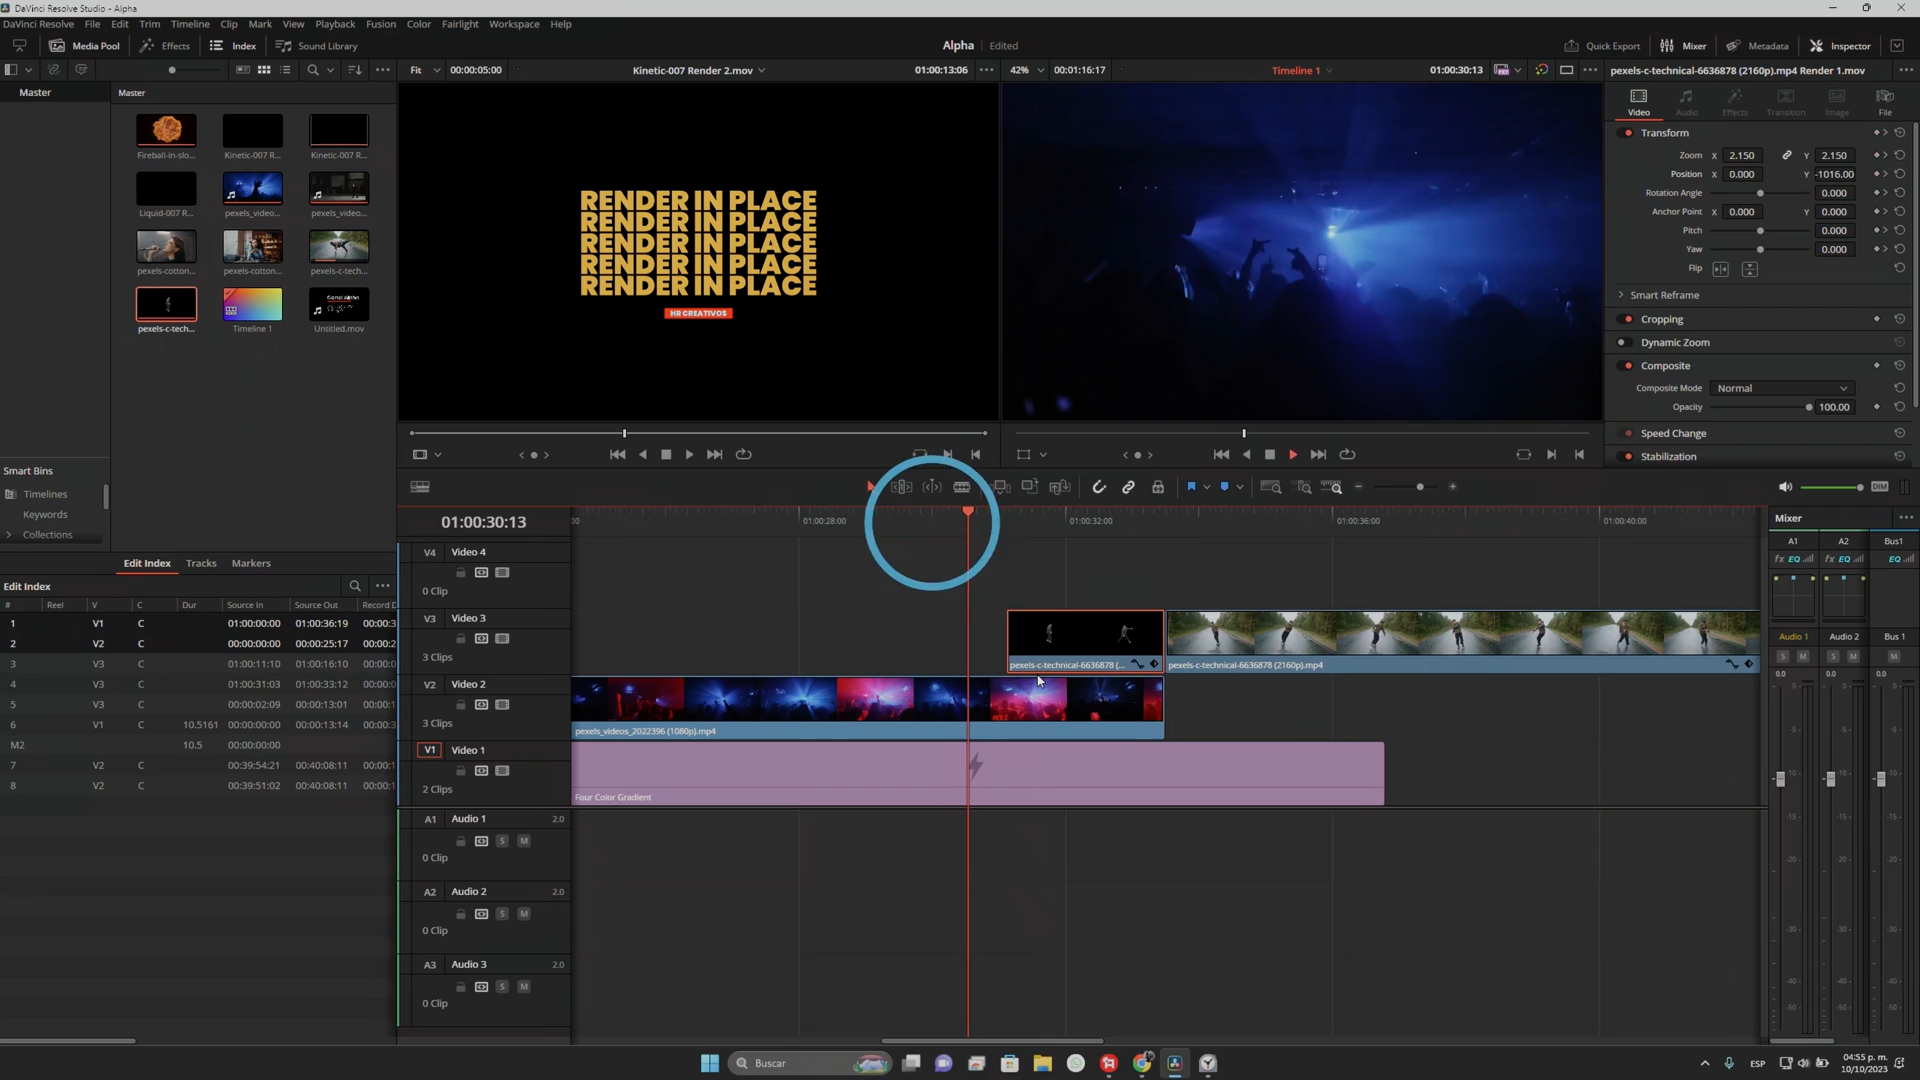 DaVinci Resolve Studio - Alpha
DaVinci Resolve File Edit Trim Timeline Clip Mark View Playback Fusion Color Fairlight Workspace Help
Media Pool Effects Index Sound Library
Alpha Edited
Quick Export Mixer Metadata Inspector
Fit 00:00:05:00 Kinetic-007 Render 2.mov 01:00:13:06
42% 00:01:16:17 Timeline 1 01:00:30:13
pexels-c-technical-6636878 (2160p).mp4 Render 1.mov
Master
Master
Fireball-in-slo... Kinetic-007 R... Kinetic-007 R...
Liquid-007 R... pexels_video... pexels_video...
pexels-cotton... pexels-cotton... pexels-c-tech...
pexels-c-tech... Timeline 1 Untitled.mov
RENDER IN PLACE
RENDER IN PLACE
RENDER IN PLACE
RENDER IN PLACE
RENDER IN PLACE
HR CREATIVOS
Video Audio Effects Transition Image File
Transform
Zoom X 2.150 Y 2.150
Position X 0.000 Y -1016.00
Rotation Angle 0.000
Anchor Point X 0.000 Y 0.000
Pitch 0.000
Yaw 0.000
Flip
Smart Reframe
Cropping
Dynamic Zoom
Composite
Composite Mode Normal
Opacity 100.00
Speed Change
Stabilization
Smart Bins
Timelines
Keywords
Collections
Edit Index Tracks Markers
Edit Index
# Reel V C Dur Source In Source Out Record D
1 V1 C 01:00:00:00 01:00:36:19 00:00:3
2 V2 C 00:00:00:00 00:00:25:17 00:00:0
3 V3 C 01:00:11:10 01:00:16:10 00:00:0
4 V3 C 01:00:31:03 01:00:33:12 00:00:0
5 V3 C 00:00:02:09 00:00:13:01 00:00:0
6 V1 C 10.5161 00:00:00:00 00:00:13:14 00:00:3
M2 10.5 00:00:00:00
7 V2 C 00:39:54:21 00:40:08:11 00:00:1
8 V2 C 00:39:51:02 00:40:08:11 00:00:1
DIM
01:00:30:13
01:00:28:00 01:00:32:00 01:00:36:00 01:00:40:00
V4 Video 4
0 Clip
V3 Video 3
3 Clips
pexels-c-technical-6636878 (... pexels-c-technical-6636878 (2160p).mp4
V2 Video 2
3 Clips
pexels_videos_2022396 (1080p).mp4
V1 Video 1
2 Clips
Four Color Gradient
A1 Audio 1 2.0
S M
0 Clip
A2 Audio 2 2.0
S M
0 Clip
A3 Audio 3 2.0
S M
0 Clip
Mixer
A1 A2 Bus1
fx EQ fx EQ EQ
Audio 1 Audio 2 Bus 1
S M S M M
0.0 0.0 0.0
Buscar
ESP
04:55 p. m.
10/10/2023